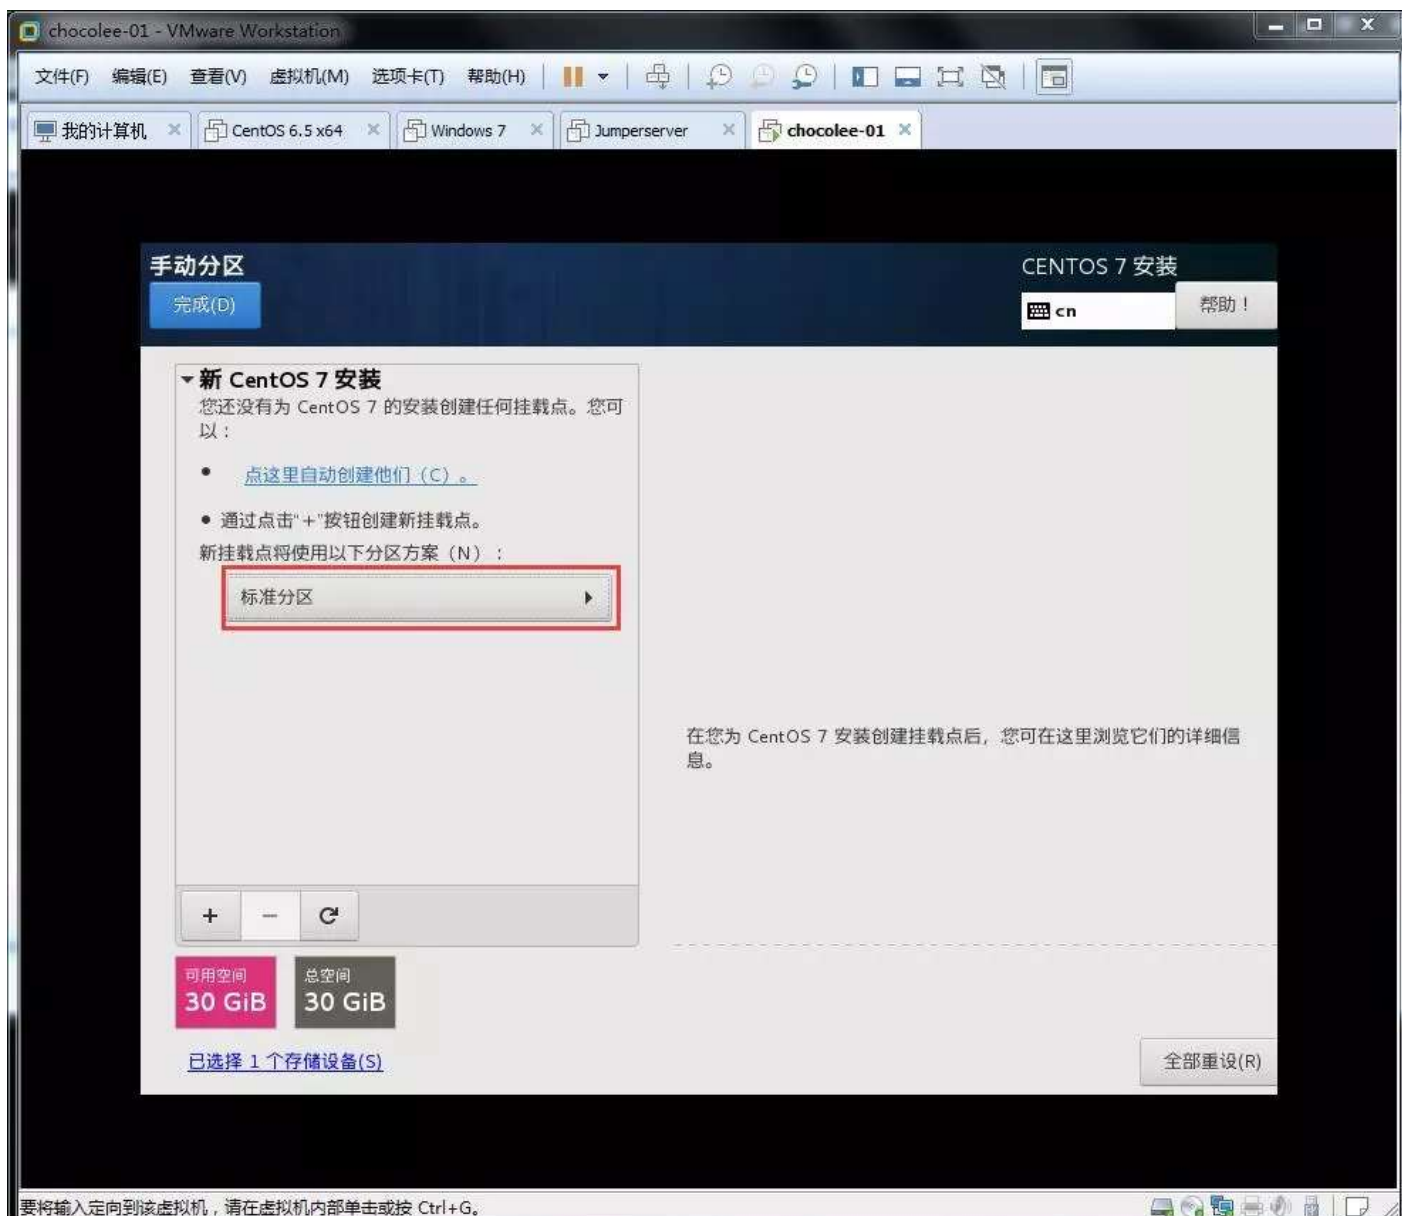 chocolee-01 - VMware Workstation
文件(F) 编辑(E) 查看(V) 虚拟机(M) 选项卡(T) 帮助(H)
我的计算机 CentOS 6.5 x64 Windows 7 Jumperserver chocolee-01
手动分区
CENTOS 7 安装
完成(D)
cn
帮助！
新 CentOS 7 安装
您还没有为 CentOS 7 的安装创建任何挂载点。您可
以：
点这里自动创建他们（C）。
通过点击“+”按钮创建新挂载点。
新挂载点将使用以下分区方案（N）：
标准分区
在您为 CentOS 7 安装创建挂载点后，您可在这里浏览它们的详细信
息。
+ − 
可用空间
30 GiB
总空间
30 GiB
已选择 1 个存储设备(S)
全部重设(R)
要将输入定向到该虚拟机，请在虚拟机内部单击或按 Ctrl+G。